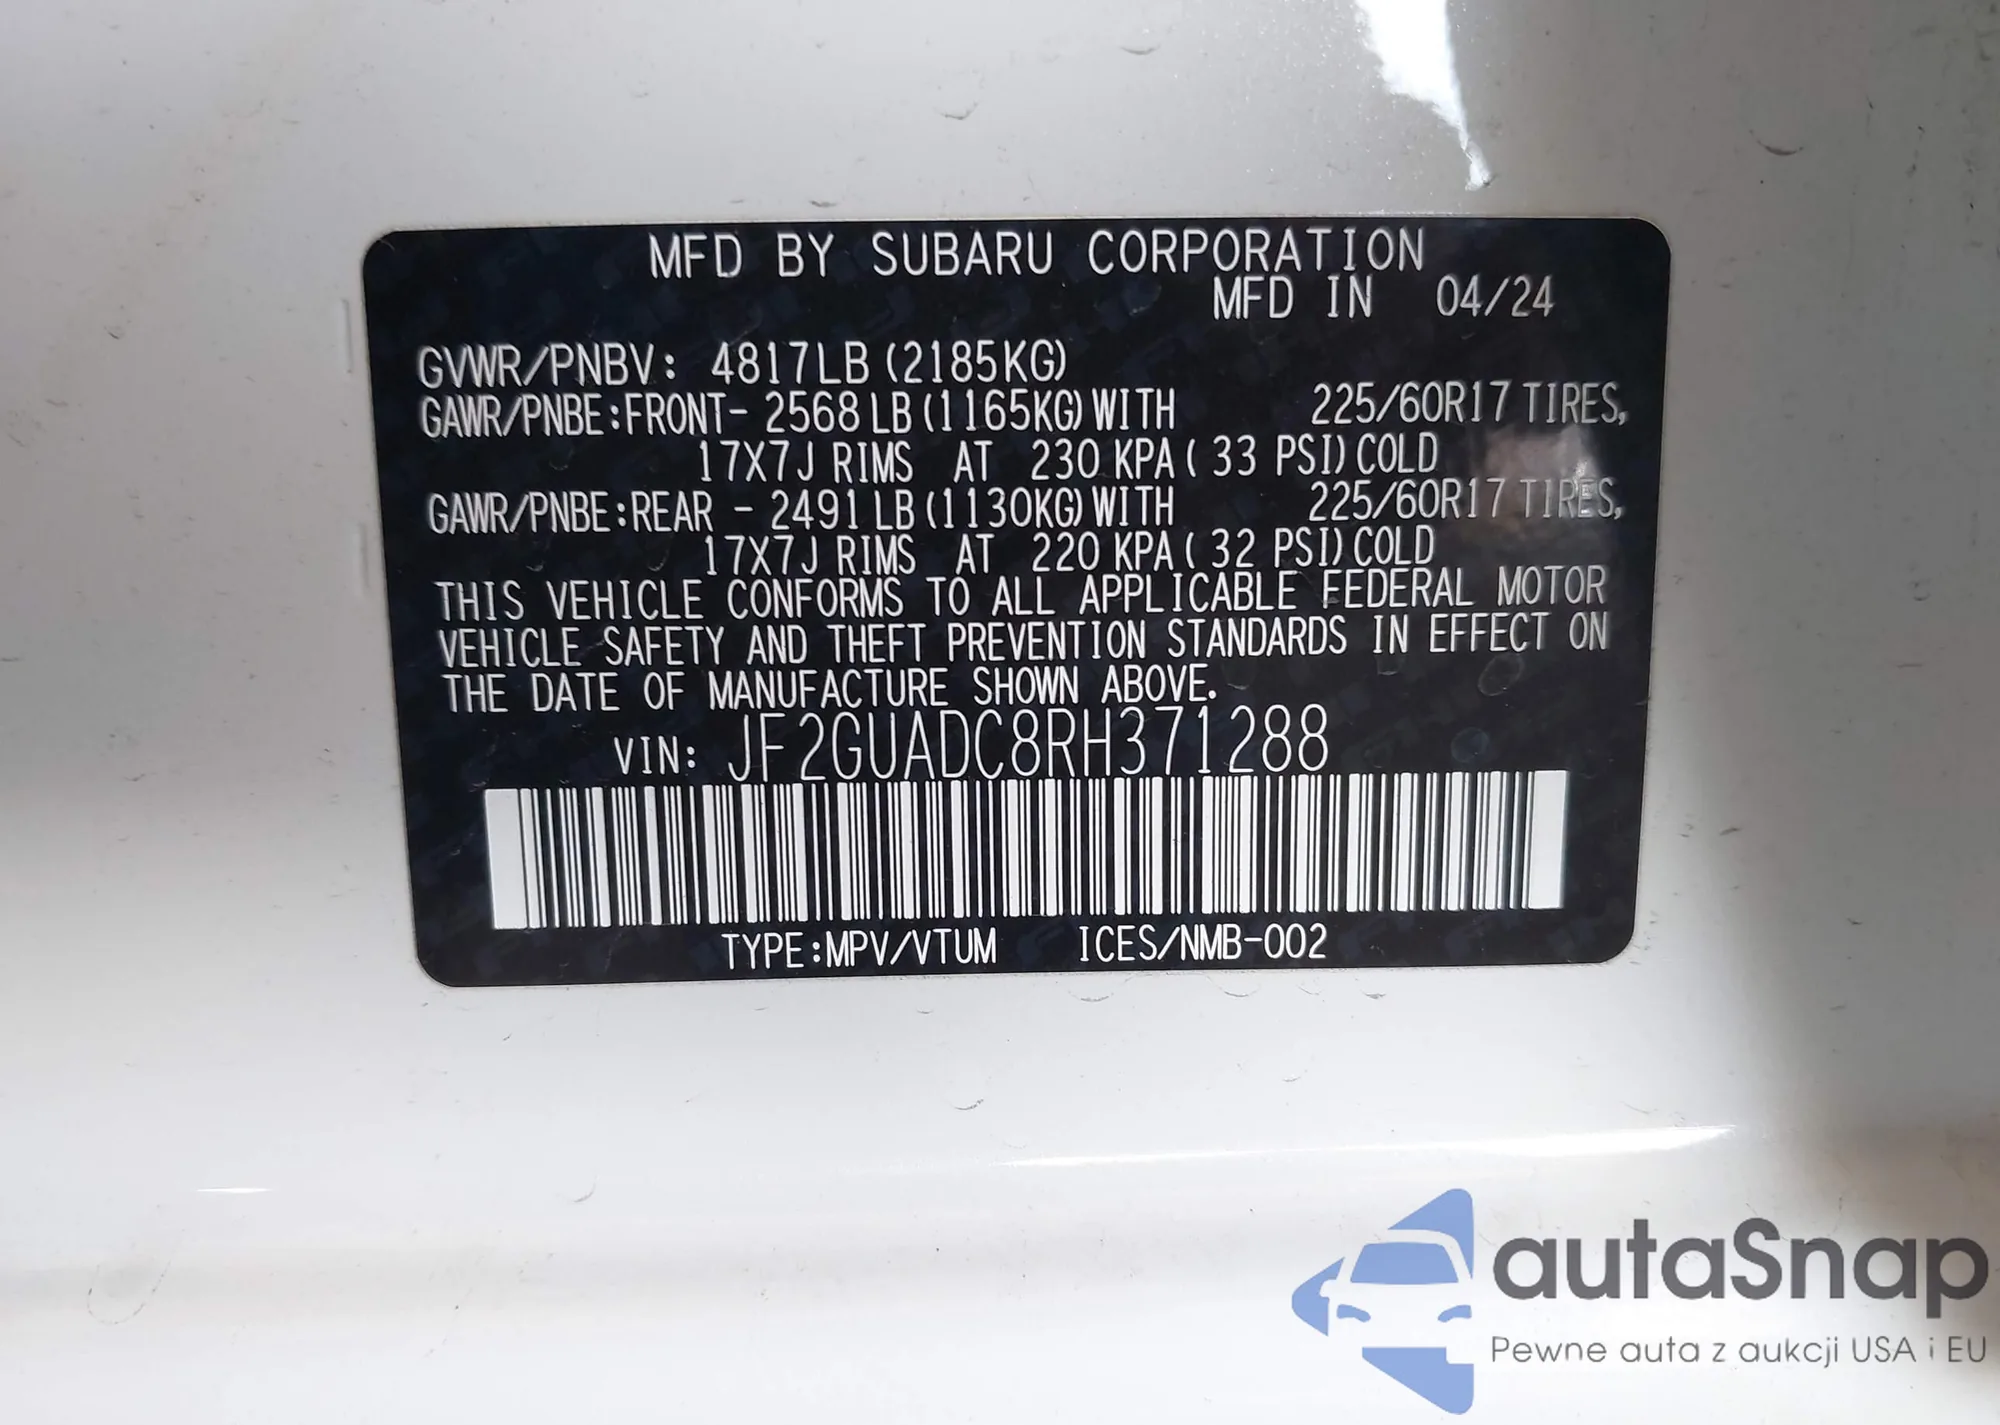 MFD BY SUBARU CORPORATION
MFD IN 04/24
GVWR/PNBV: 4817LB (2185KG)
GAWR/PNBE:FRONT- 2568 LB (1165KG) WITH 225/60R17 TIRES,
17X7J RIMS AT 230 KPA ( 33 PSI) COLD
GAWR/PNBE:REAR - 2491 LB (1130KG) WITH 225/60R17 TIRES,
17X7J RIMS AT 220 KPA ( 32 PSI) COLD
THIS VEHICLE CONFORMS TO ALL APPLICABLE FEDERAL MOTOR
VEHICLE SAFETY AND THEFT PREVENTION STANDARDS IN EFFECT ON
THE DATE OF MANUFACTURE SHOWN ABOVE.
VIN: JF2GUADC8RH371288
TYPE:MPV/VTUM ICES/NMB-002
autaSnap
Pewne auta z aukcji USA i EU